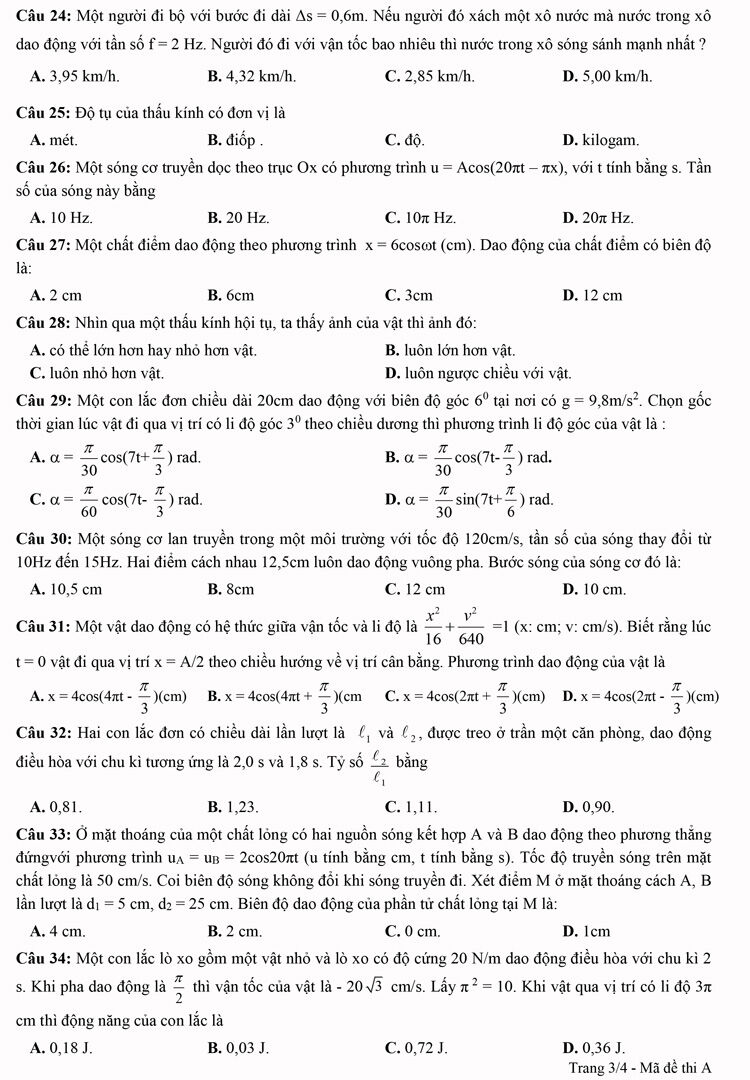 Câu 24: Một người đi bộ với bước đi dài Δs = 0,6m. Nếu người đó xách một xô nước mà nước trong xô
dao động với tần số f = 2 Hz. Người đó đi với vận tốc bao nhiêu thì nước trong xô sóng sánh mạnh nhất ?
A. 3,95 km/h. B. 4,32 km/h. C. 2,85 km/h. D. 5,00 km/h.
Câu 25: Độ tụ của thấu kính có đơn vị là
A. mét. B. điốp . C. độ. D. kilogam.
Câu 26: Một sóng cơ truyền dọc theo trục Ox có phương trình u = Acos(20πt – πx), với t tính bằng s. Tần
số của sóng này bằng
A. 10 Hz. B. 20 Hz. C. 10π Hz. D. 20π Hz.
Câu 27: Một chất điểm dao động theo phương trình x = 6cosωt (cm). Dao động của chất điểm có biên độ
là:
A. 2 cm B. 6cm C. 3cm D. 12 cm
Câu 28: Nhìn qua một thấu kính hội tụ, ta thấy ảnh của vật thì ảnh đó:
A. có thể lớn hơn hay nhỏ hơn vật. B. luôn lớn hơn vật.
C. luôn nhỏ hơn vật. D. luôn ngược chiều với vật.
Câu 29: Một con lắc đơn chiều dài 20cm dao động với biên độ góc 6⁰ tại nơi có g = 9,8m/s². Chọn gốc
thời gian lúc vật đi qua vị trí có li độ góc 3⁰ theo chiều dương thì phương trình li độ góc của vật là :
A. α = π/30 cos(7t+ π/3 ) rad. B. α = π/30 cos(7t- π/3 ) rad.
C. α = π/60 cos(7t- π/3 ) rad. D. α = π/30 sin(7t+ π/6 ) rad.
Câu 30: Một sóng cơ lan truyền trong một môi trường với tốc độ 120cm/s, tần số của sóng thay đổi từ
10Hz đến 15Hz. Hai điểm cách nhau 12,5cm luôn dao động vuông pha. Bước sóng của sóng cơ đó là:
A. 10,5 cm B. 8cm C. 12 cm D. 10 cm.
Câu 31: Một vật dao động có hệ thức giữa vận tốc và li độ là x²/16 + v²/640 =1 (x: cm; v: cm/s). Biết rằng lúc
t = 0 vật đi qua vị trí x = A/2 theo chiều hướng về vị trí cân bằng. Phương trình dao động của vật là
A. x = 4cos(4πt - π/3 )(cm) B. x = 4cos(4πt + π/3 )(cm C. x = 4cos(2πt + π/3 )(cm) D. x = 4cos(2πt - π/3 )(cm)
Câu 32: Hai con lắc đơn có chiều dài lần lượt là ℓ₁ và ℓ₂, được treo ở trần một căn phòng, dao động
điều hòa với chu kì tương ứng là 2,0 s và 1,8 s. Tỷ số ℓ₂/ℓ₁ bằng
A. 0,81. B. 1,23. C. 1,11. D. 0,90.
Câu 33: Ở mặt thoáng của một chất lỏng có hai nguồn sóng kết hợp A và B dao động theo phương thẳng
đứngvới phương trình uA = uB = 2cos20πt (u tính bằng cm, t tính bằng s). Tốc độ truyền sóng trên mặt
chất lỏng là 50 cm/s. Coi biên độ sóng không đổi khi sóng truyền đi. Xét điểm M ở mặt thoáng cách A, B
lần lượt là d₁ = 5 cm, d₂ = 25 cm. Biên độ dao động của phần tử chất lỏng tại M là:
A. 4 cm. B. 2 cm. C. 0 cm. D. 1cm
Câu 34: Một con lắc lò xo gồm một vật nhỏ và lò xo có độ cứng 20 N/m dao động điều hòa với chu kì 2
s. Khi pha dao động là π/2 thì vận tốc của vật là - 20√3 cm/s. Lấy π² = 10. Khi vật qua vị trí có li độ 3π
cm thì động năng của con lắc là
A. 0,18 J. B. 0,03 J. C. 0,72 J. D. 0,36 J.
Trang 3/4 - Mã đề thi A